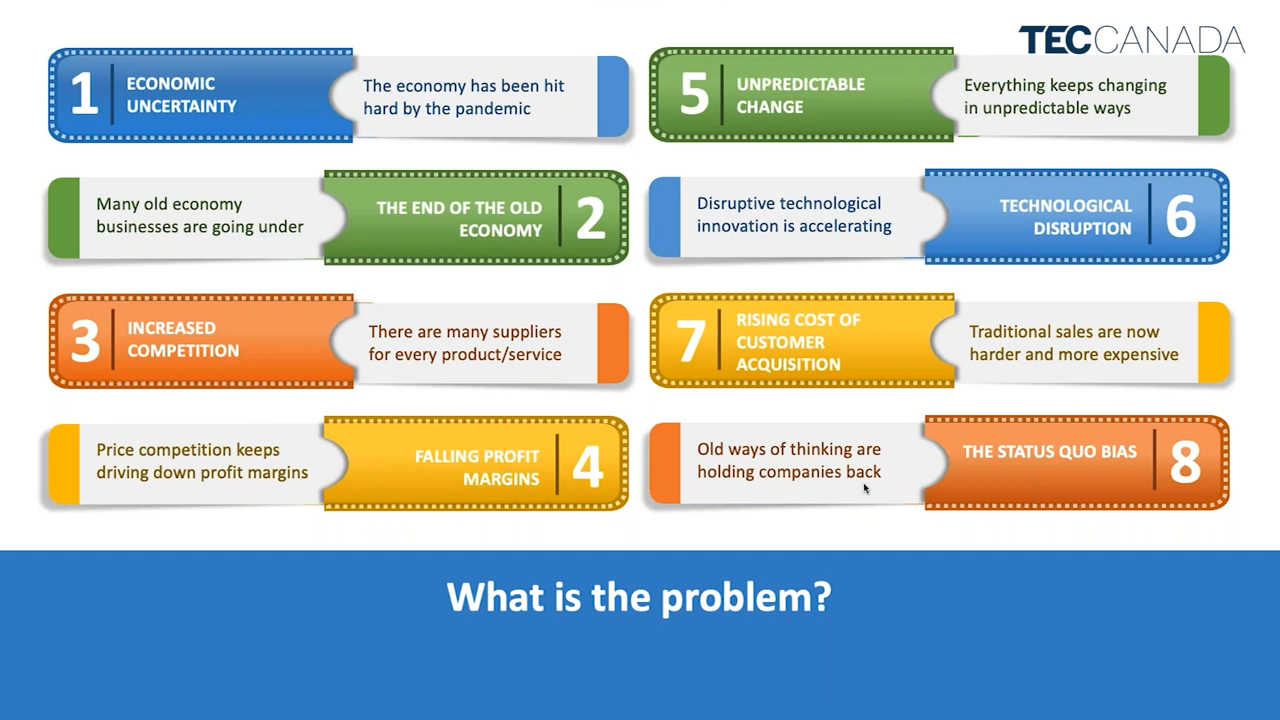 TECCANADA
1
ECONOMIC
UNCERTAINTY
The economy has been hit
hard by the pandemic
Many old economy
businesses are going under
THE END OF THE OLD
ECONOMY
2
3
INCREASED
COMPETITION
There are many suppliers
for every product/service
Price competition keeps
driving down profit margins
FALLING PROFIT
MARGINS
4
5
UNPREDICTABLE
CHANGE
Everything keeps changing
in unpredictable ways
Disruptive technological
innovation is accelerating
TECHNOLOGICAL
DISRUPTION
6
7
RISING COST OF
CUSTOMER
ACQUISITION
Traditional sales are now
harder and more expensive
Old ways of thinking are
holding companies back
THE STATUS QUO BIAS
8
What is the problem?